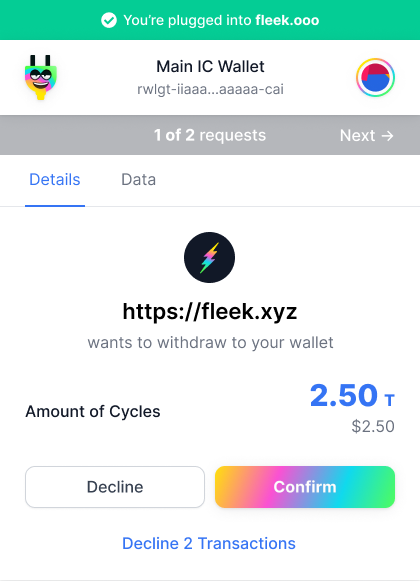 You're plugged into fleek.ooo
Main IC Wallet
rwlgt-iiaaa...aaaaa-cai
1 of 2 requests
Next →
Details
Data
https://fleek.xyz
wants to withdraw to your wallet
2.50 T
Amount of Cycles
$2.50
Decline
Confirm
Decline 2 Transactions